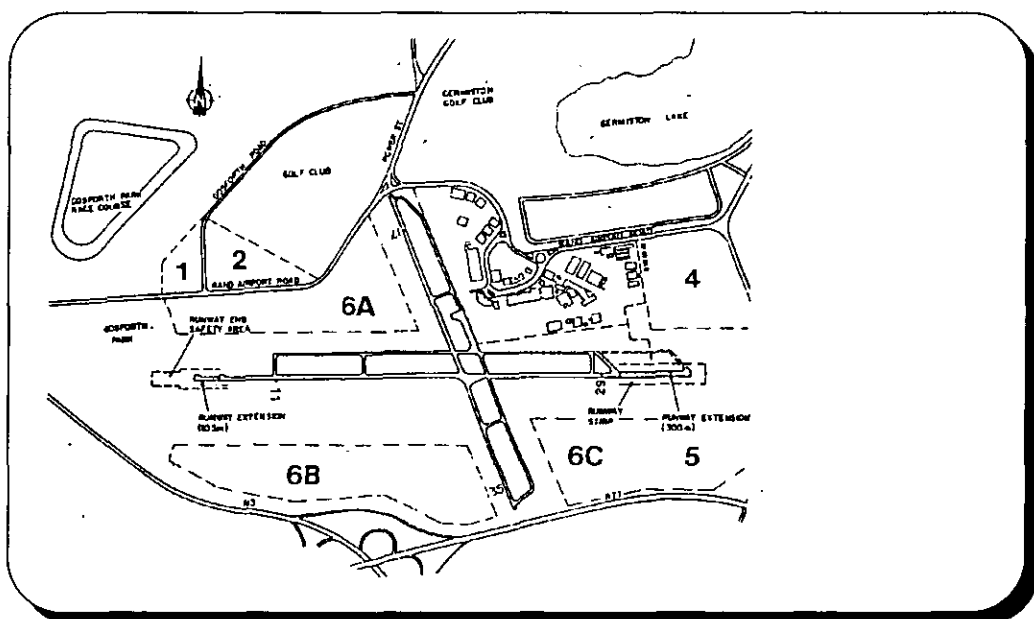 N
GERMISTON
GOLF CLUB
GERMISTON LAKE
POWER ST
GOSFORTH ROAD
GOLF CLUB
GOSFORTH PARK
RACE COURSE
17
RAND AIRPORT ROAD
1
2
4
RAND AIRPORT ROAD
6A
GOSFORTH
PARK
RUNWAY END
SAFETY AREA
11
29
RUNWAY EXTENSION
RUNWAY
STRIP
RUNWAY EXTENSION
(300m)
6B
6C
5
35
N3